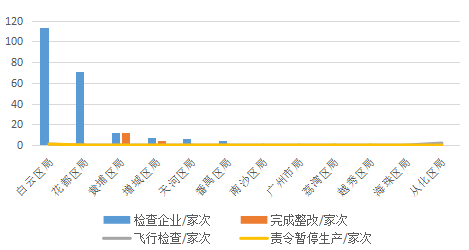 120
100
80
60
40
20
0
白云区局
花都区局
黄埔区局
增城区局
天河区局
番禺区局
南沙区局
广州市局
荔湾区局
越秀区局
海珠区局
从化区局
检查企业/家次
完成整改/家次
飞行检查/家次
责令暂停生产/家次